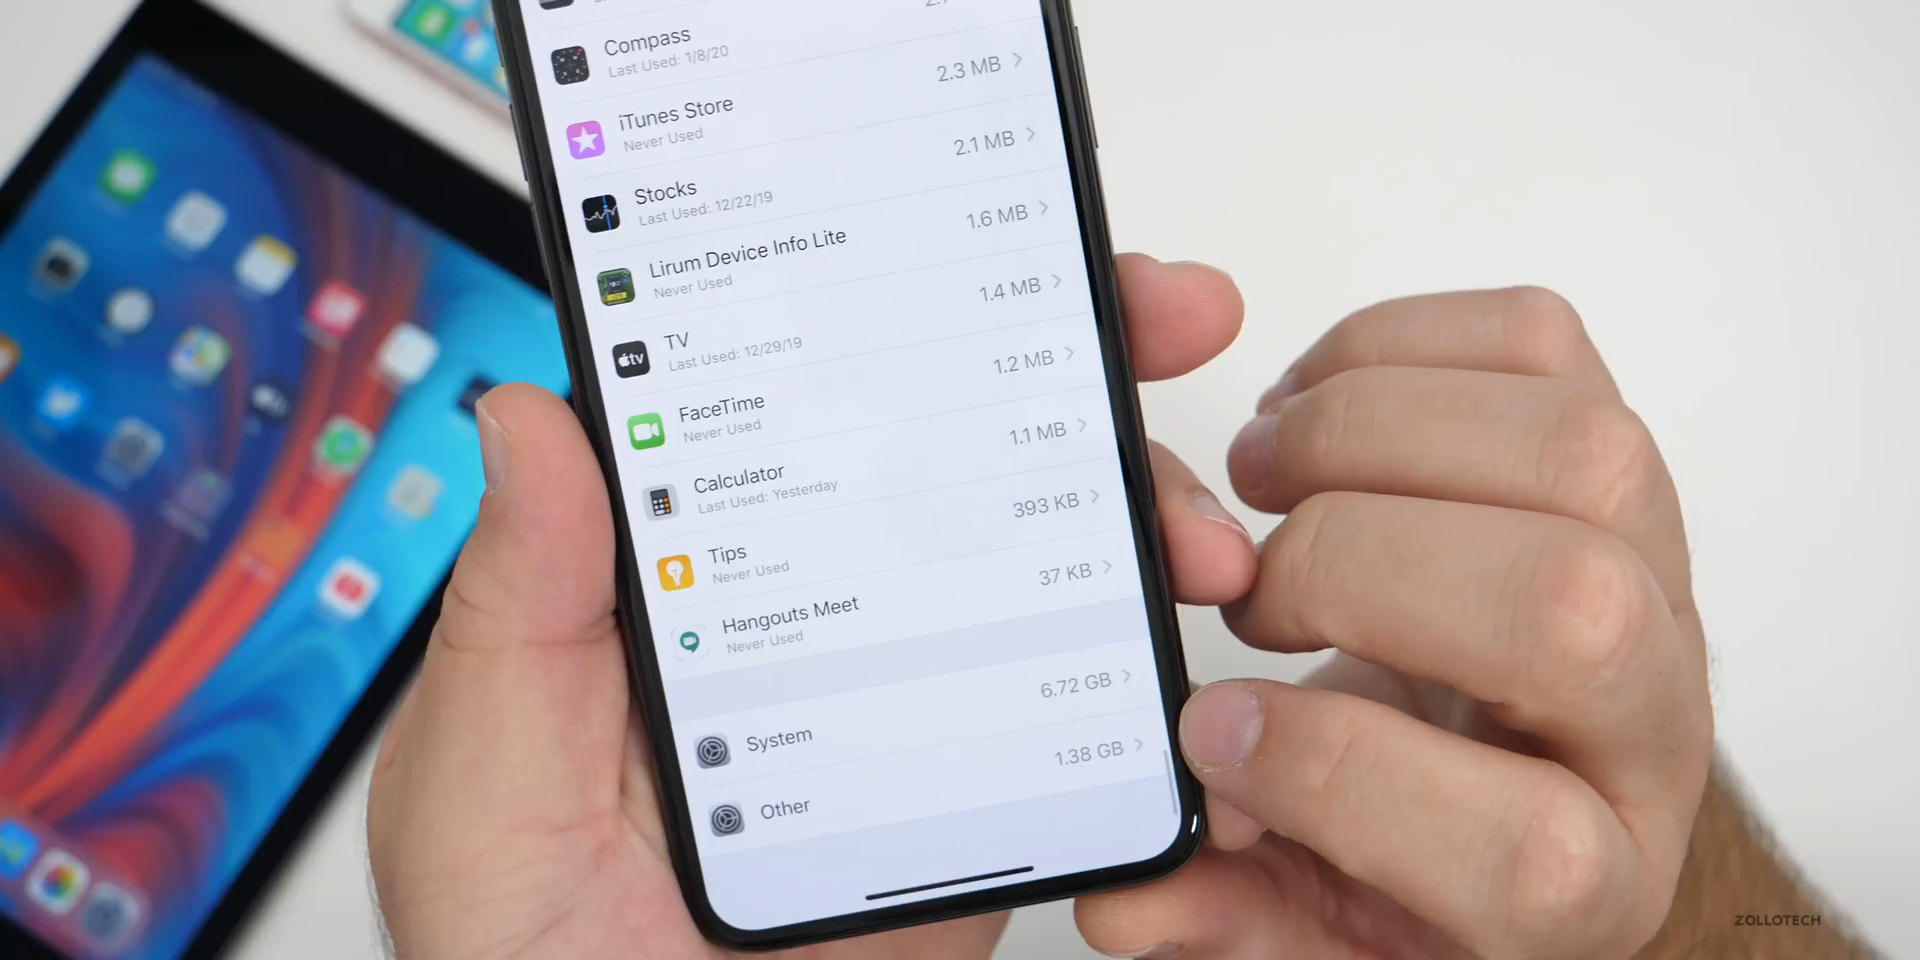 Compass
Last Used: 1/8/20
iTunes Store
Never Used
2.3 MB
Stocks
Last Used: 12/22/19
2.1 MB
Lirum Device Info Lite
Never Used
1.6 MB
TV
Last Used: 12/29/19
1.4 MB
tv
FaceTime
Never Used
1.2 MB
Calculator
Last Used: Yesterday
1.1 MB
Tips
Never Used
393 KB
Hangouts Meet
Never Used
37 KB
System
6.72 GB
Other
1.38 GB
ZOLLOTECH